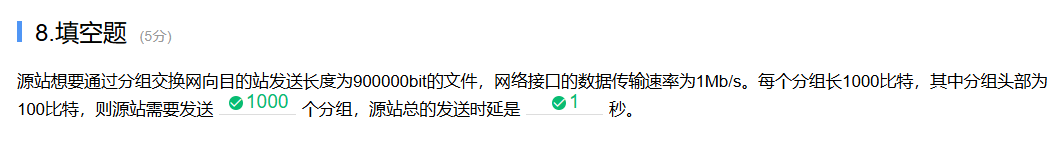 8.填空题 (5分)
源站想要通过分组交换网向目的站发送长度为900000bit的文件，网络接口的数据传输速率为1Mb/s。每个分组长1000比特，其中分组头部为
100比特，则源站需要发送 1000 个分组，源站总的发送时延是 1 秒。